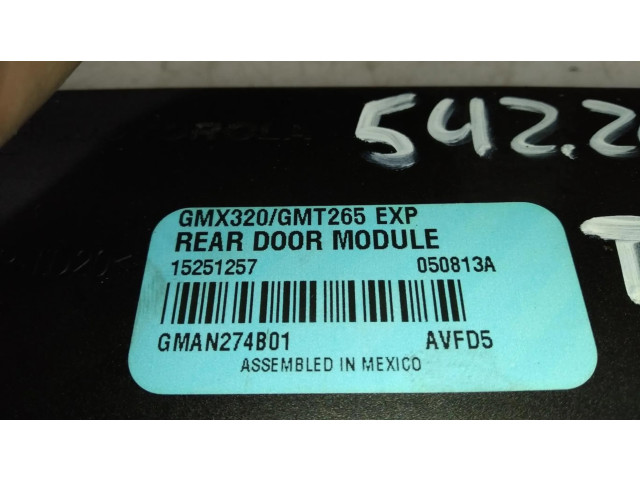 542.2
GMX320/GMT265 EXP
REAR DOOR MODULE
15251257 050813A
GMAN274B01 AVFD5
ASSEMBLED IN MEXICO